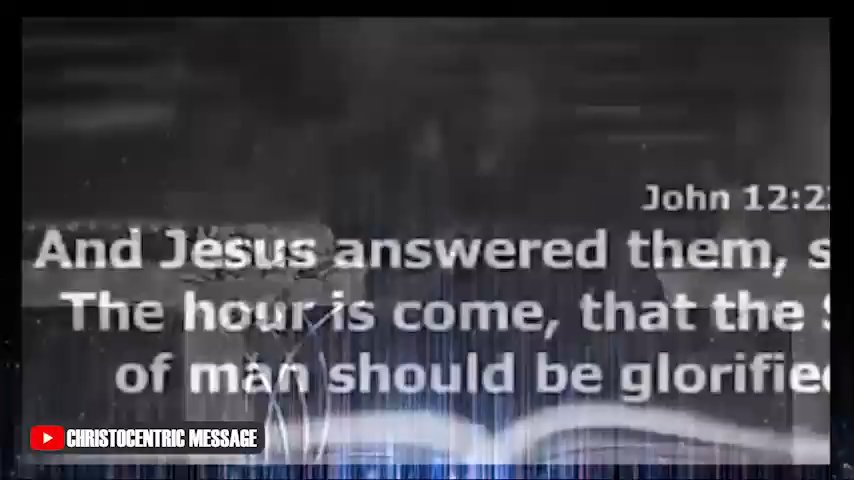 John 12:2
And Jesus answered them, s
The hour is come, that the S
of man should be glorifie
CHRISTOCENTRIC MESSAGE